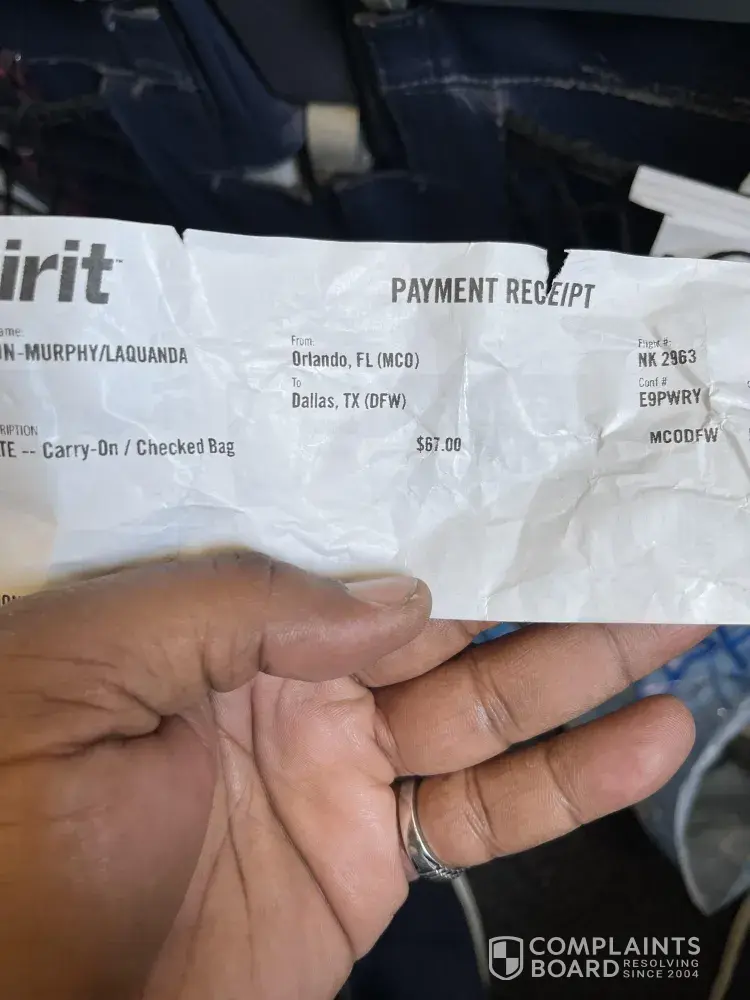 irit™
PAYMENT RECEIPT
ame:
N-MURPHY/LAQUANDA
From:
Orlando, FL (MCO)
To
Dallas, TX (DFW)
Flight #:
NK 2963
Conf #
E9PWRY
RIPTION
TE -- Carry-On / Checked Bag
$67.00
MCODFW
COMPLAINTS
BOARD RESOLVING
SINCE 2004